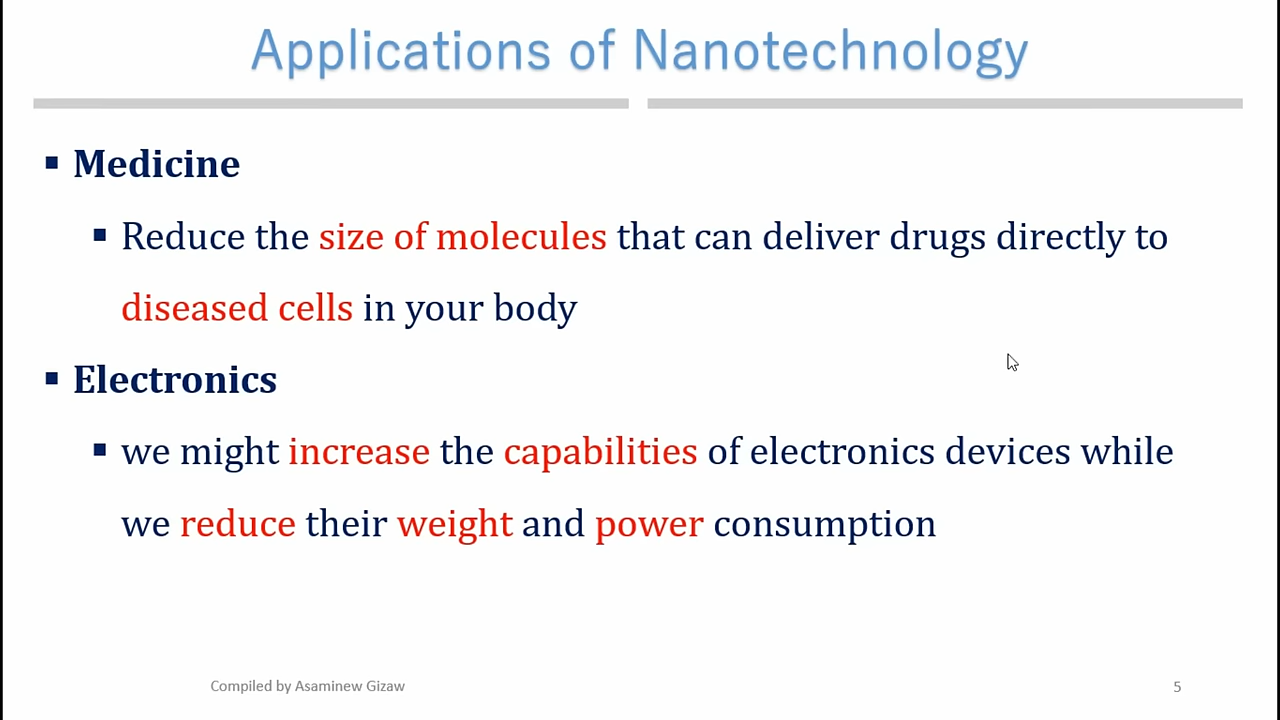 Applications of Nanotechnology
▪ Medicine
▪ Reduce the size of molecules that can deliver drugs directly to
diseased cells in your body
▪ Electronics
▪ we might increase the capabilities of electronics devices while
we reduce their weight and power consumption
Compiled by Asaminew Gizaw
5